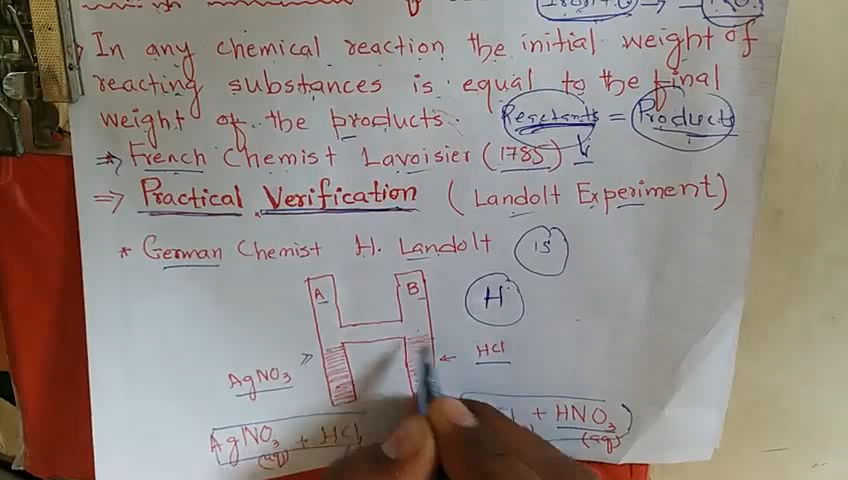 ⇒ In any chemical reaction the initial weight of
reacting substances is equal to the final
weight of the products. Reactants = Products
⇒ French Chemist Lavoisier (1785)
⇒ Practical Verification (Landolt Experiment)
* German Chemist H. Landolt 15
A B H
AgNO3 HCl
AgNO3 (aq) + HCl + HNO3 (aq)